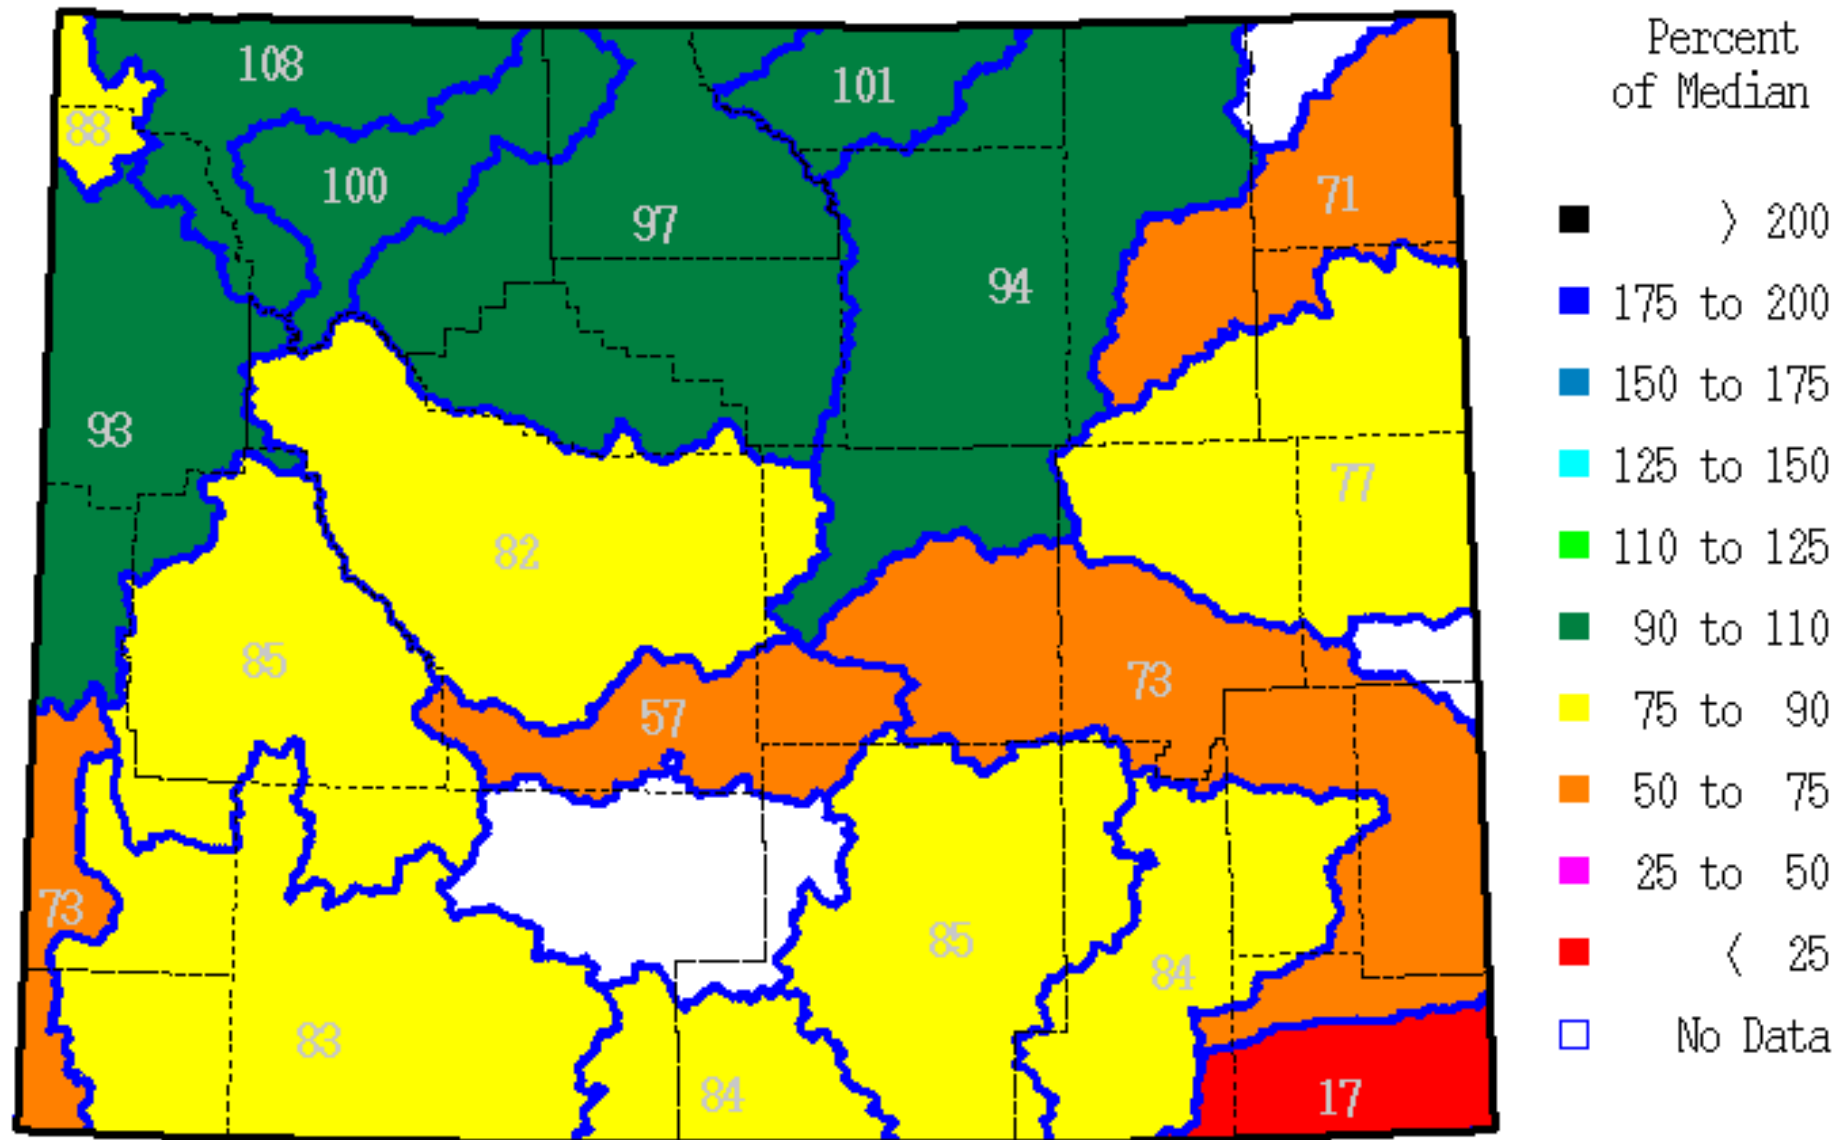 108
101
88
100
71
97
94
93
77
82
85
73
57
73
85
84
83
84
17
Percent
of Median
> 200
175 to 200
150 to 175
125 to 150
110 to 125
90 to 110
75 to 90
50 to 75
25 to 50
< 25
No Data